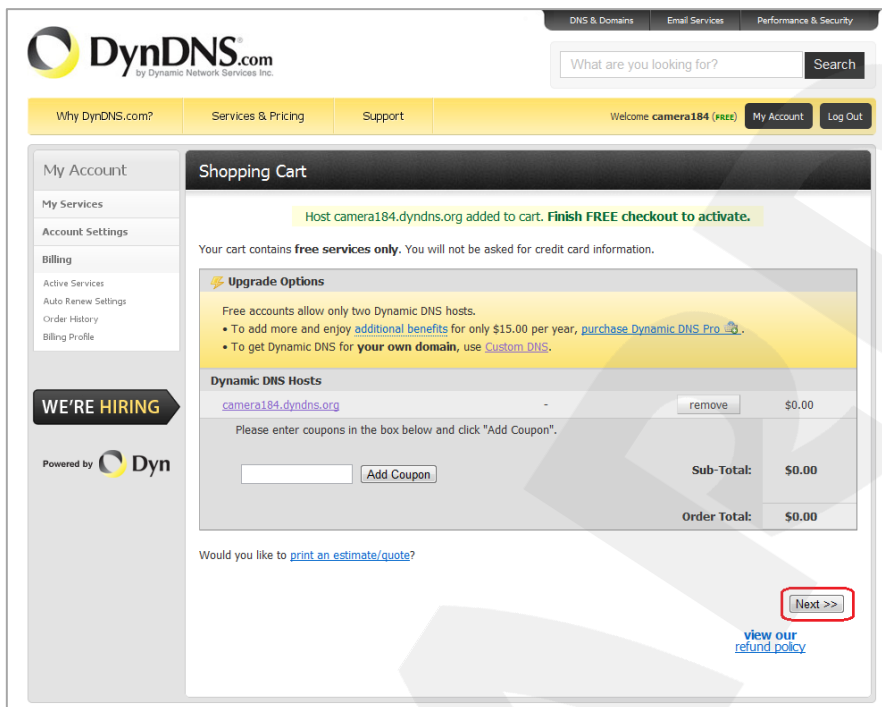 DNS & Domains Email Services Performance & Security
DynDNS.com
by Dynamic Network Services Inc.
What are you looking for? Search
Why DynDNS.com? Services & Pricing Support Welcome camera184 (FREE) My Account Log Out
My Account
My Services
Account Settings
Billing
Active Services
Auto Renew Settings
Order History
Billing Profile
WE'RE HIRING
Powered by Dyn
Shopping Cart
Host camera184.dyndns.org added to cart. Finish FREE checkout to activate.
Your cart contains free services only. You will not be asked for credit card information.
Upgrade Options
Free accounts allow only two Dynamic DNS hosts.
• To add more and enjoy additional benefits for only $15.00 per year, purchase Dynamic DNS Pro .
• To get Dynamic DNS for your own domain, use Custom DNS.
Dynamic DNS Hosts
camera184.dyndns.org - remove $0.00
Please enter coupons in the box below and click "Add Coupon".
Add Coupon Sub-Total: $0.00
Order Total: $0.00
Would you like to print an estimate/quote?
Next >>
view our
refund policy